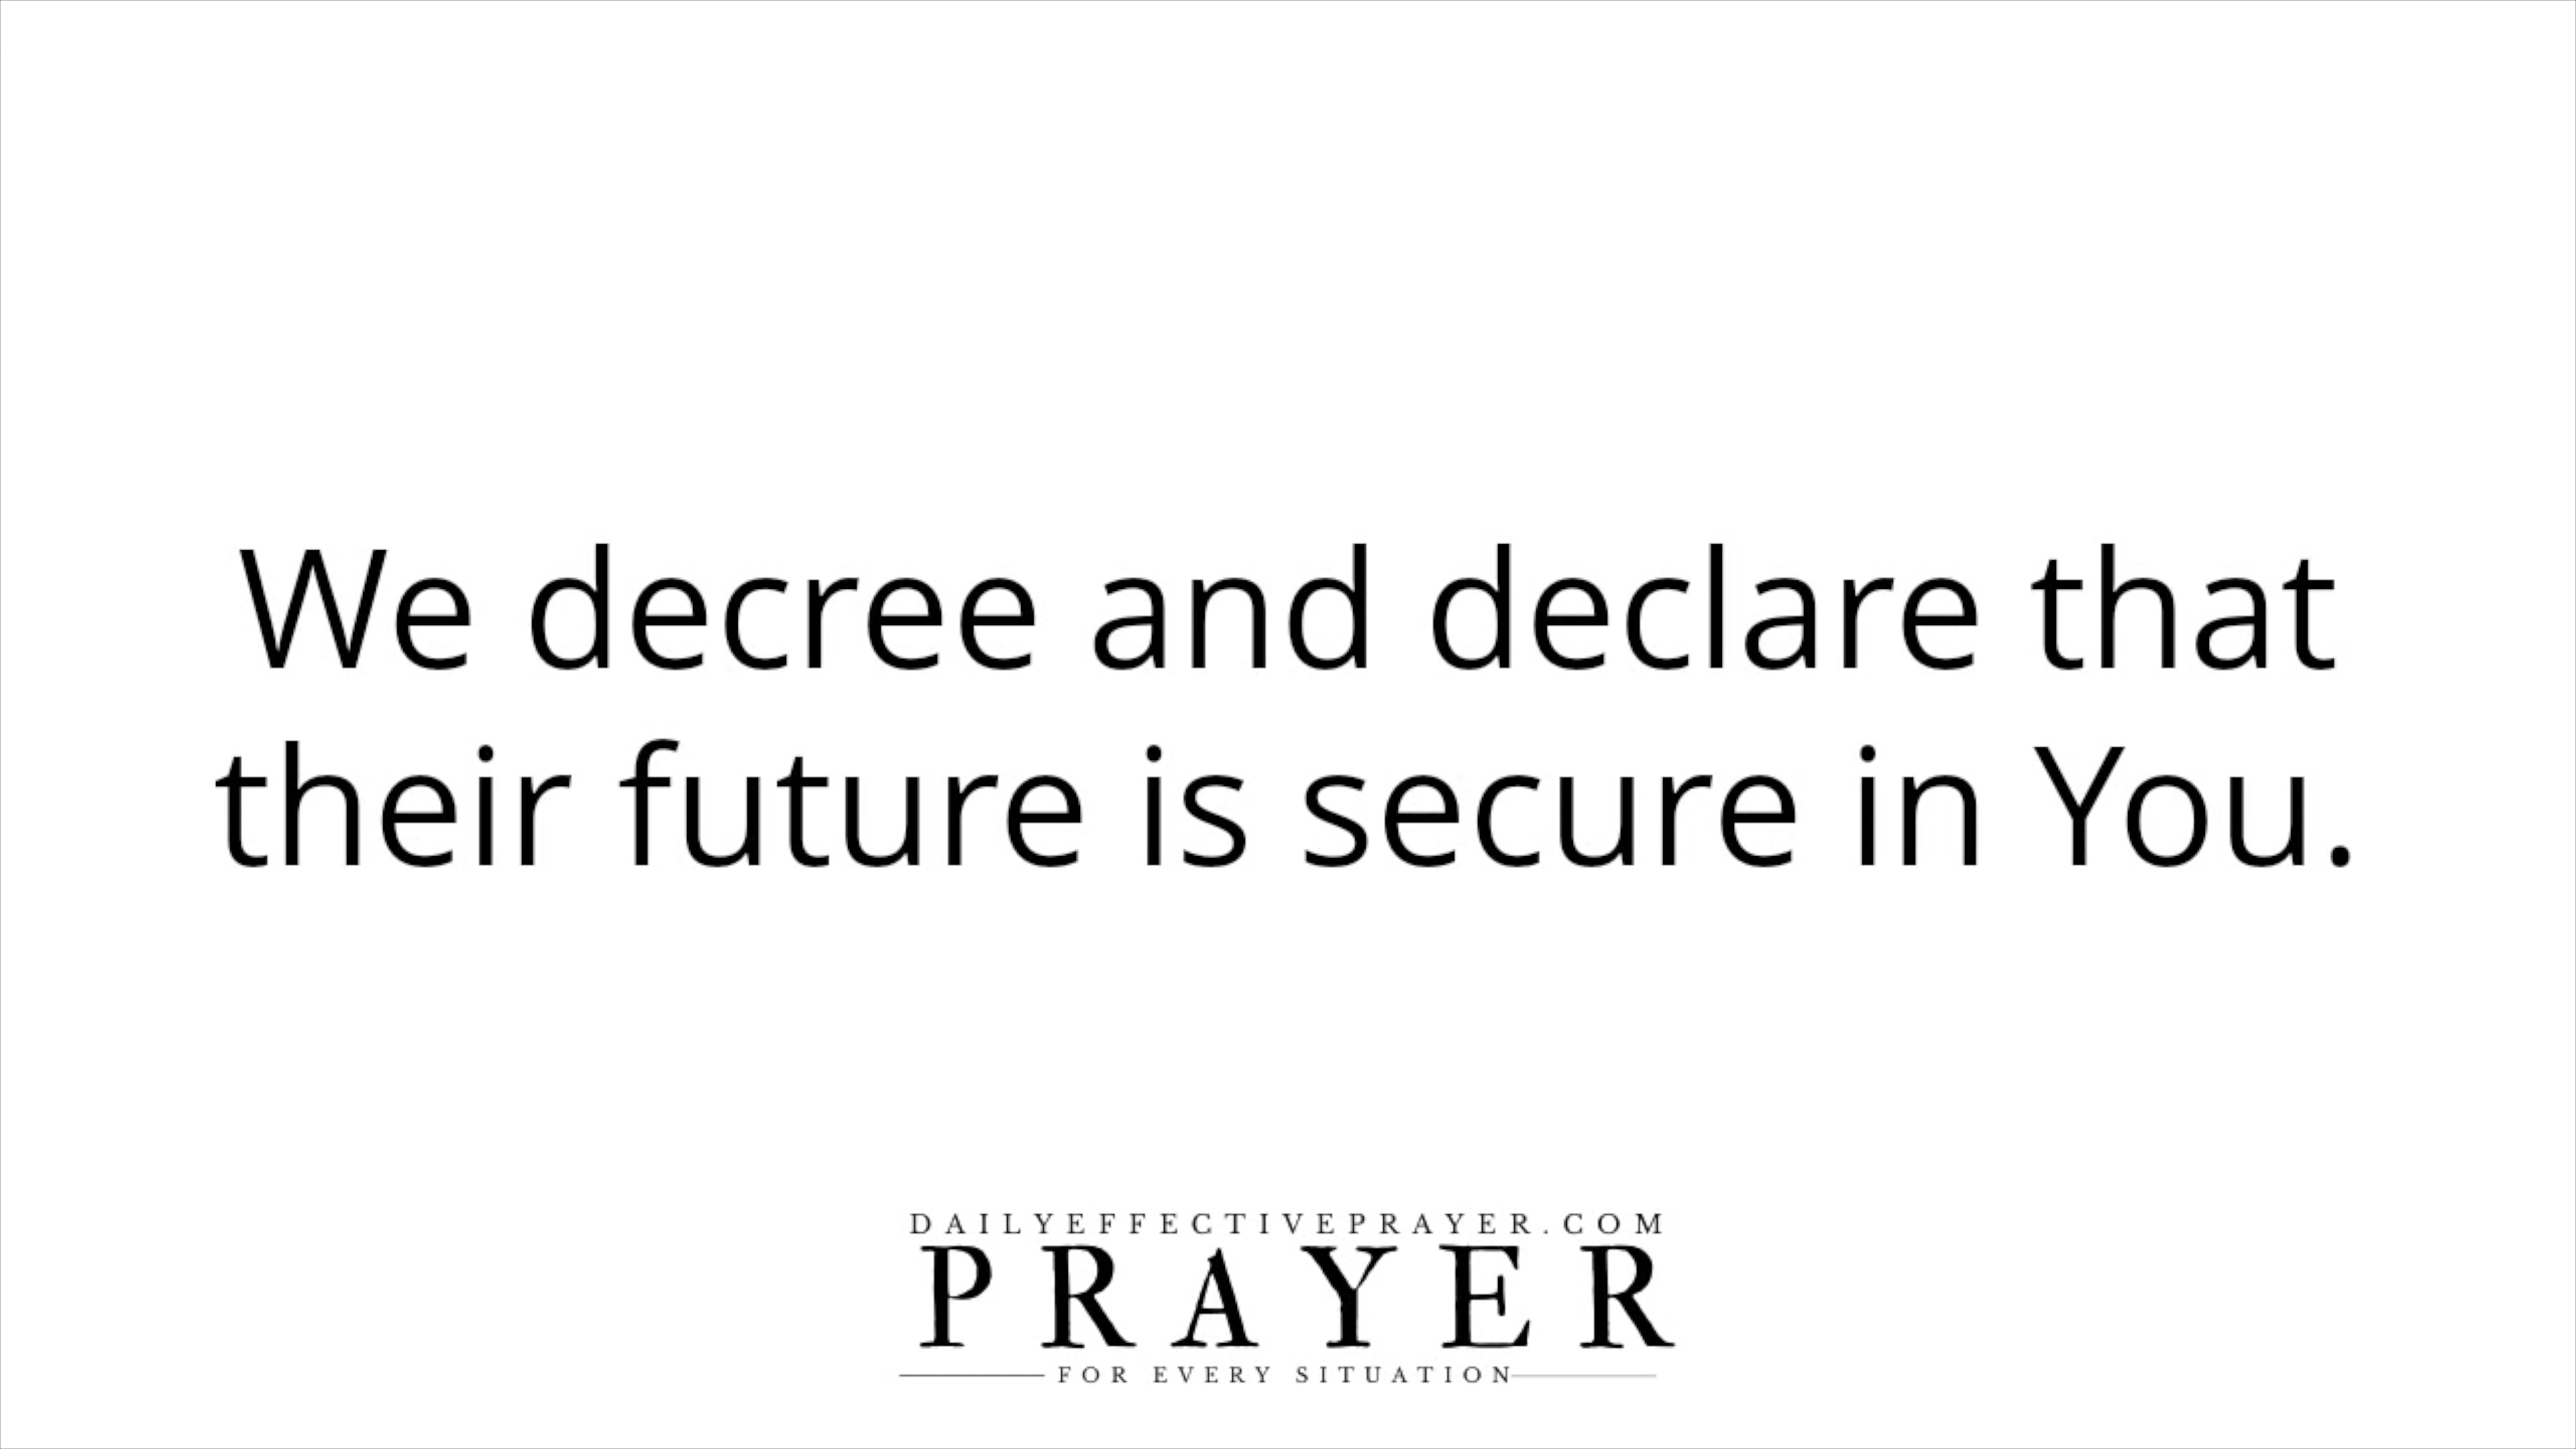 We decree and declare that
their future is secure in You.
DAILYEFFECTIVEPRAYER.COM
PRAYER
FOR EVERY SITUATION